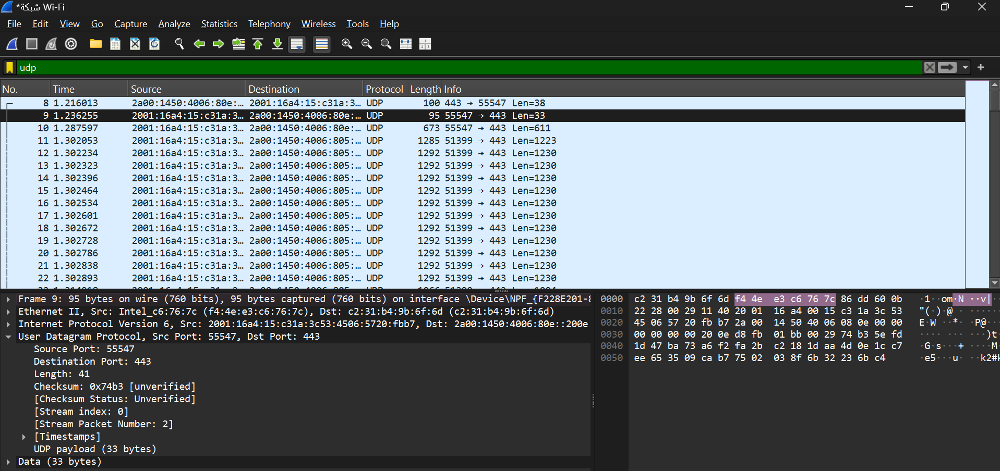 *شبكة Wi-Fi
File Edit View Go Capture Analyze Statistics Telephony Wireless Tools Help
udp
No. Time Source Destination Protocol Length Info
8 1.216013 2a00:1450:4006:80e:… 2001:16a4:15:c31a:3… UDP 100 443 → 55547 Len=38
9 1.236255 2001:16a4:15:c31a:3… 2a00:1450:4006:80e:… UDP 95 55547 → 443 Len=33
10 1.287597 2001:16a4:15:c31a:3… 2a00:1450:4006:80e:… UDP 673 55547 → 443 Len=611
11 1.302053 2001:16a4:15:c31a:3… 2a00:1450:4006:805:… UDP 1285 51399 → 443 Len=1223
12 1.302234 2001:16a4:15:c31a:3… 2a00:1450:4006:805:… UDP 1292 51399 → 443 Len=1230
13 1.302323 2001:16a4:15:c31a:3… 2a00:1450:4006:805:… UDP 1292 51399 → 443 Len=1230
14 1.302396 2001:16a4:15:c31a:3… 2a00:1450:4006:805:… UDP 1292 51399 → 443 Len=1230
15 1.302464 2001:16a4:15:c31a:3… 2a00:1450:4006:805:… UDP 1292 51399 → 443 Len=1230
16 1.302534 2001:16a4:15:c31a:3… 2a00:1450:4006:805:… UDP 1292 51399 → 443 Len=1230
17 1.302601 2001:16a4:15:c31a:3… 2a00:1450:4006:805:… UDP 1292 51399 → 443 Len=1230
18 1.302672 2001:16a4:15:c31a:3… 2a00:1450:4006:805:… UDP 1292 51399 → 443 Len=1230
19 1.302728 2001:16a4:15:c31a:3… 2a00:1450:4006:805:… UDP 1292 51399 → 443 Len=1230
20 1.302786 2001:16a4:15:c31a:3… 2a00:1450:4006:805:… UDP 1292 51399 → 443 Len=1230
21 1.302838 2001:16a4:15:c31a:3… 2a00:1450:4006:805:… UDP 1292 51399 → 443 Len=1230
22 1.302893 2001:16a4:15:c31a:3… 2a00:1450:4006:805:… UDP 1292 51399 → 443 Len=1230
Frame 9: 95 bytes on wire (760 bits), 95 bytes captured (760 bits) on interface \Device\NPF_{F228E201-
Ethernet II, Src: Intel_c6:76:7c (f4:4e:e3:c6:76:7c), Dst: c2:31:b4:9b:6f:6d (c2:31:b4:9b:6f:6d)
Internet Protocol Version 6, Src: 2001:16a4:15:c31a:3c53:4506:5720:fbb7, Dst: 2a00:1450:4006:80e::200e
User Datagram Protocol, Src Port: 55547, Dst Port: 443
Source Port: 55547
Destination Port: 443
Length: 41
Checksum: 0x74b3 [unverified]
[Checksum Status: Unverified]
[Stream index: 0]
[Stream Packet Number: 2]
[Timestamps]
UDP payload (33 bytes)
Data (33 bytes)
0000 c2 31 b4 9b 6f 6d f4 4e e3 c6 76 7c 86 dd 60 0b ·1··om·N ··v|··
0010 22 28 00 29 11 40 20 01 16 a4 00 15 c3 1a 3c 53 "(·)·@
0020 45 06 57 20 fb b7 2a 00 14 50 40 06 08 0e 00 00 E·W ··*· ·P@···
0030 00 00 00 00 20 0e d8 fb 01 bb 00 29 74 b3 5e fd ···· ··· ···)t
0040 1d 47 ba 73 a6 f2 fa 2b c2 18 1d aa 4d 0e 1c c7 ·G·s···+ ····M
0050 ee 65 35 09 ca b7 75 02 03 8f 6b 32 23 6b c4 ·e5···u· ··k2#k